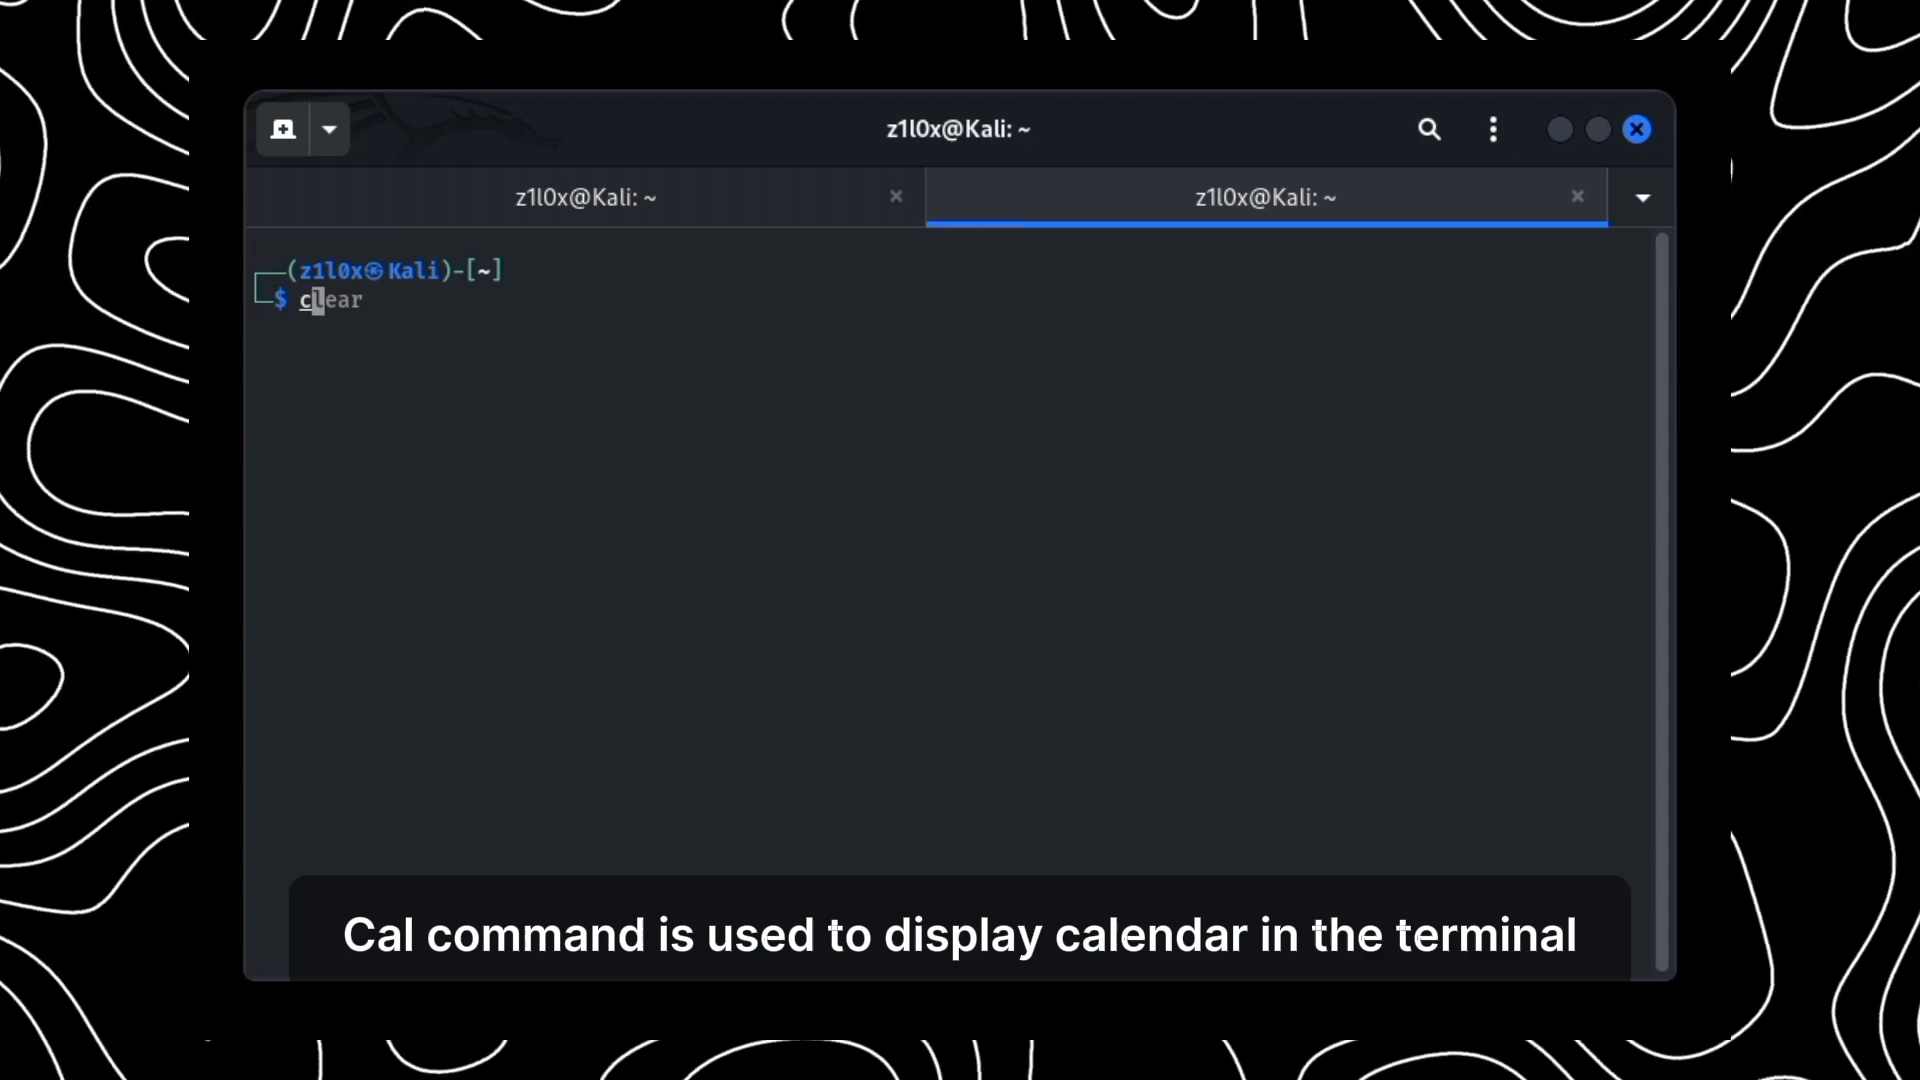 z1l0x@Kali: ~
z1l0x@Kali: ~
z1l0x@Kali: ~
(z1l0x㉿Kali)-[~]
$ clear
Cal command is used to display calendar in the terminal